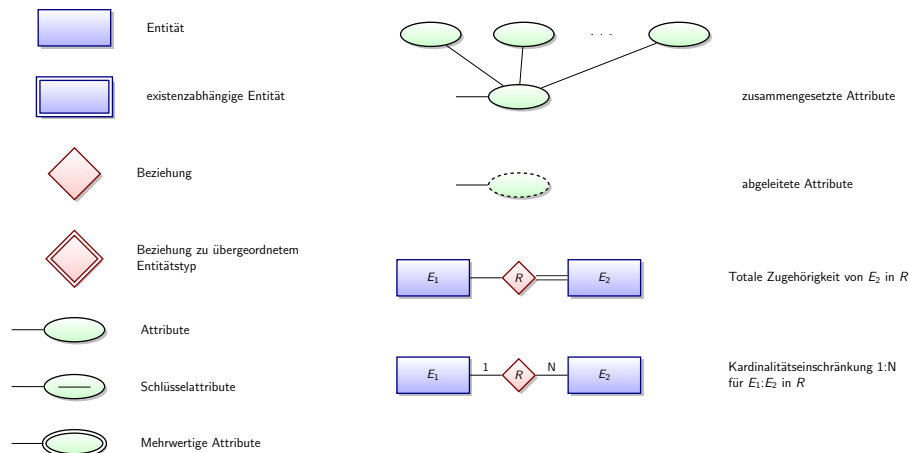 Entität
existenzabhängige Entität
Beziehung
Beziehung zu übergeordnetem
Entitätstyp
Attribute
Schlüsselattribute
Mehrwertige Attribute
. . .
zusammengesetzte Attribute
abgeleitete Attribute
E1 R E2
Totale Zugehörigkeit von E2 in R
E1 1 R N E2
Kardinalitätseinschränkung 1:N
für E1:E2 in R